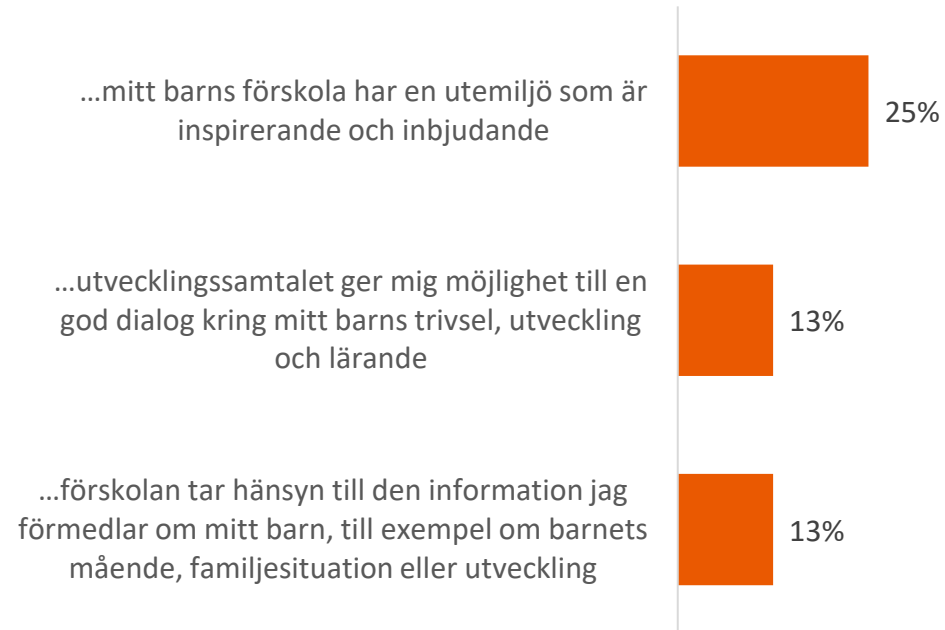 ...mitt barns förskola har en utemiljö som är
inspirerande och inbjudande
25%
...utvecklingssamtalet ger mig möjlighet till en
god dialog kring mitt barns trivsel, utveckling
och lärande
13%
...förskolan tar hänsyn till den information jag
förmedlar om mitt barn, till exempel om barnets
mående, familjesituation eller utveckling
13%